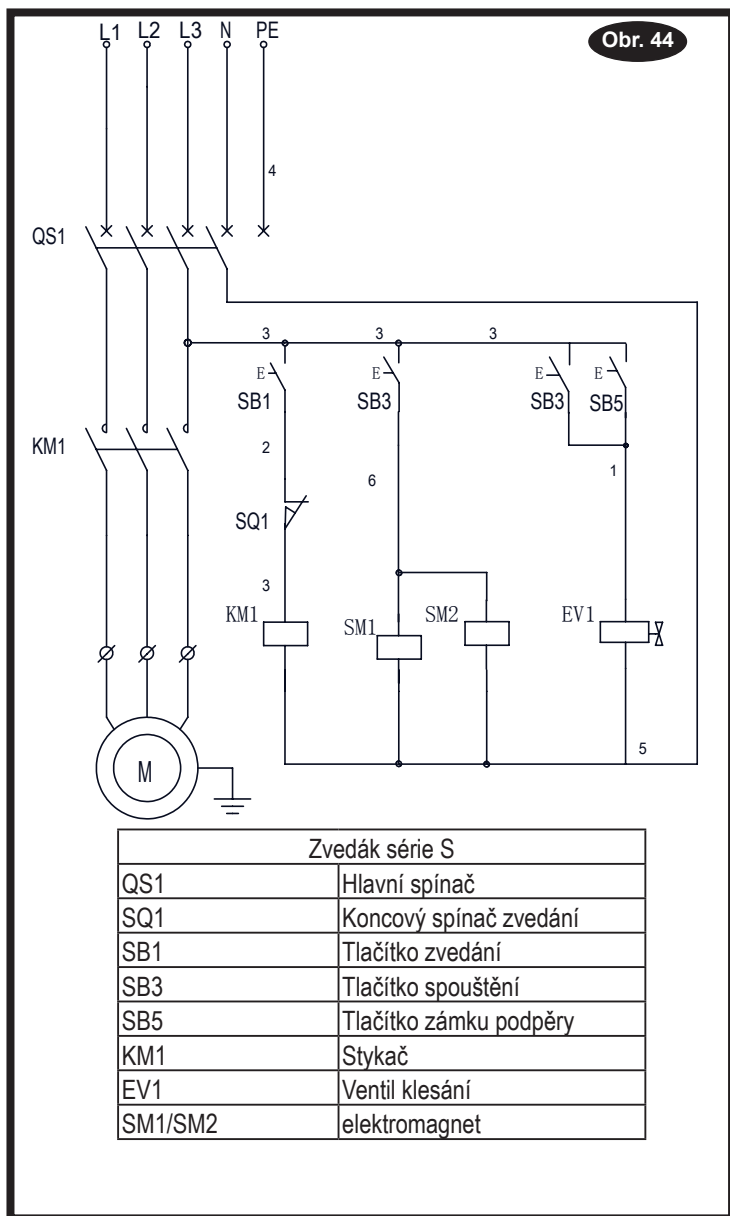 L1 L2 L3 N PE
Obr. 44
4
QS1
3 3 3
E E E E
SB1 SB3 SB3 SB5
KM1
2
1
6
SQ1
3
KM1 SM1 SM2 EV1
5
M
Zvedák série S
QS1 Hlavní spínač
SQ1 Koncový spínač zvedání
SB1 Tlačítko zvedání
SB3 Tlačítko spouštění
SB5 Tlačítko zámku podpěry
KM1 Stykač
EV1 Ventil klesání
SM1/SM2 elektromagnet